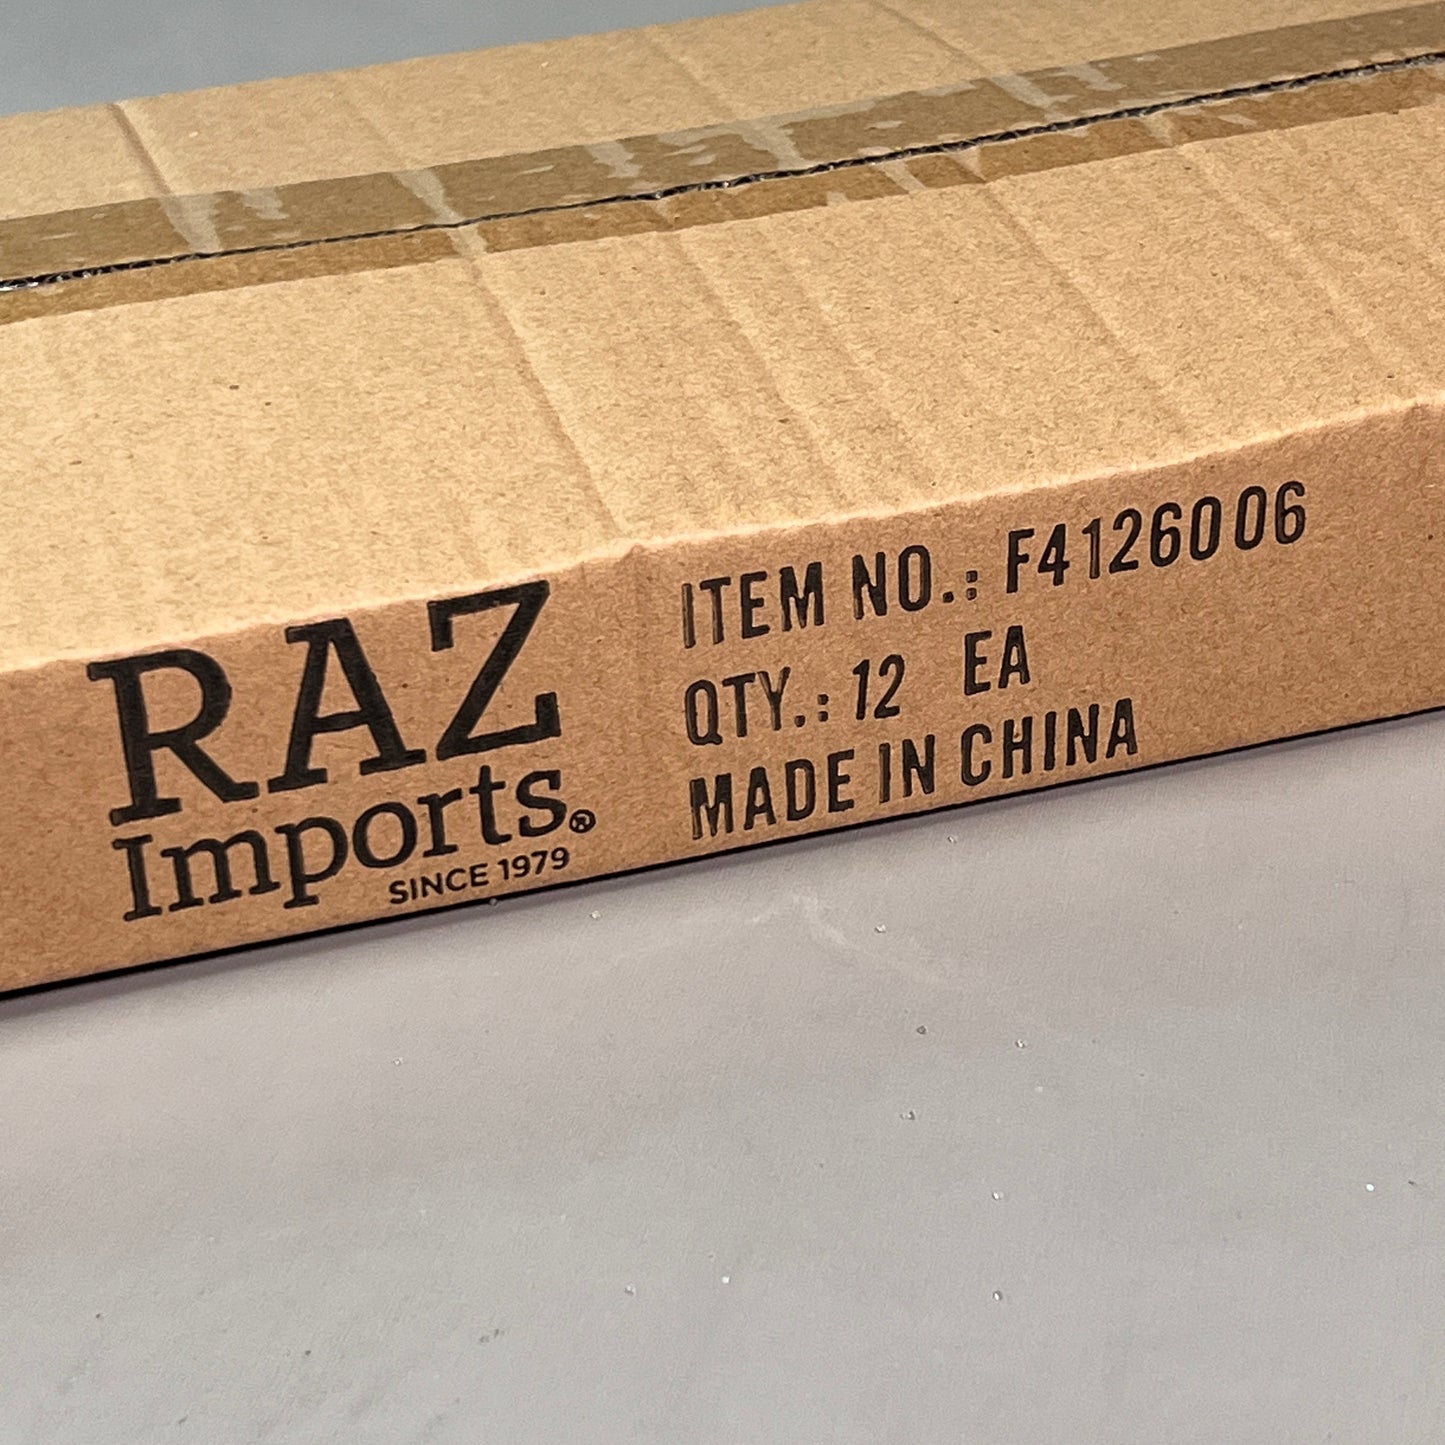 RAZ
Imports®
SINCE 1979
ITEM NO.: F4126006
QTY.: 12 EA
MADE IN CHINA